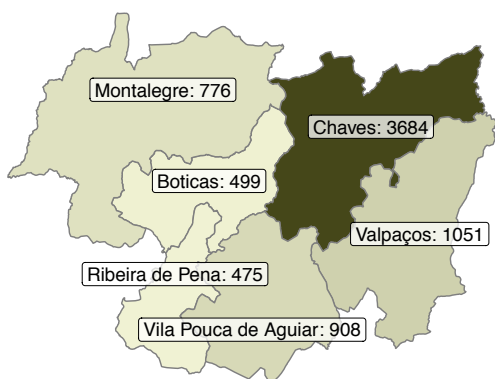 Montalegre: 776
Chaves: 3684
Boticas: 499
Valpaços: 1051
Ribeira de Pena: 475
Vila Pouca de Aguiar: 908